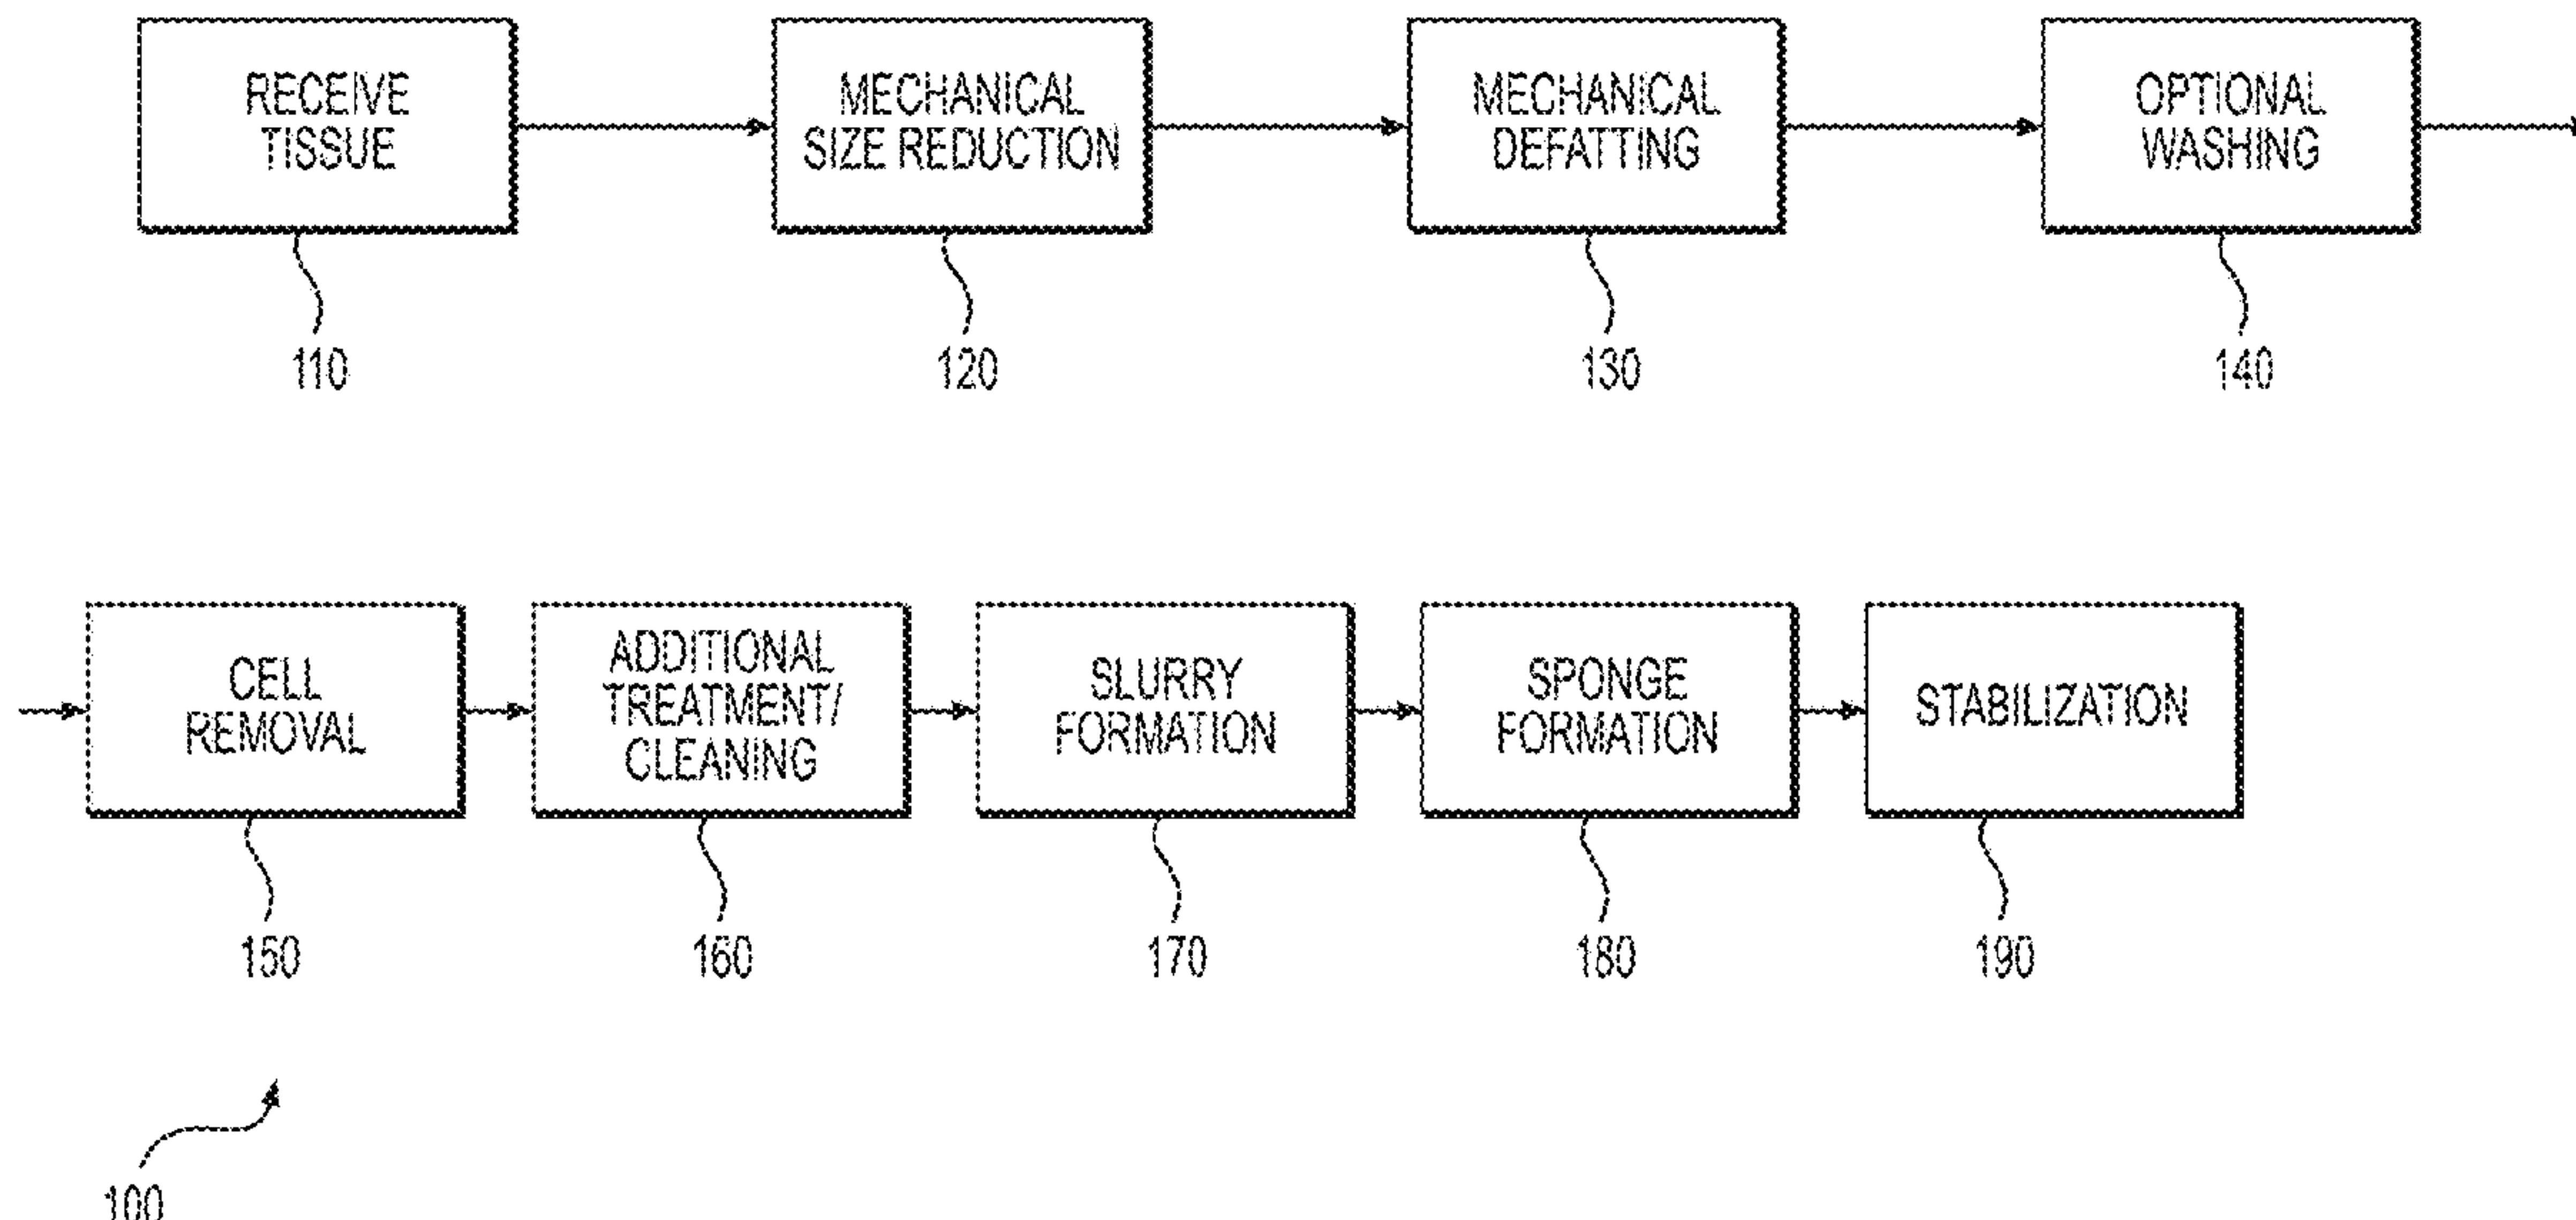 RECEIVE
TISSUE
MECHANICAL
SIZE REDUCTION
MECHANICAL
DEFATTING
OPTIONAL
WASHING
110
120
130
140
CELL
REMOVAL
ADDITIONAL
TREATMENT/
CLEANING
SLURRY
FORMATION
SPONGE
FORMATION
STABILIZATION
150
160
170
180
190
100